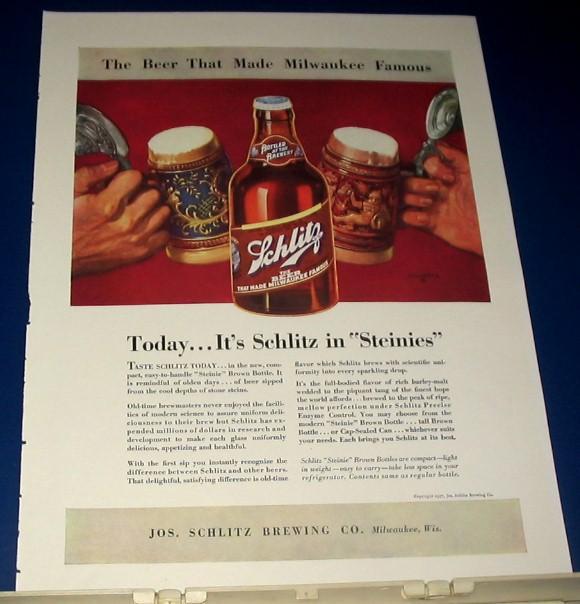 The Beer That Made Milwaukee Famous
BOTTLED
AT THE
BREWERY
Schlitz
THE
BEER
THAT MADE MILWAUKEE FAMOUS
Today...It's Schlitz in "Steinies"
TASTE SCHLITZ TODAY...in the new, com-
pact, easy-to-handle "Steinie" Brown Bottle. It
is remindful of olden days...of beer sipped
from the cool depths of stone steins.
Old-time brewmasters never enjoyed the facili-
ties of modern science to assure uniform deli-
ciousness to their brew but Schlitz has ex-
pended millions of dollars in research and
development to make each glass uniformly
delicious, appetizing and healthful.
With the first sip you instantly recognize the
difference between Schlitz and other beers.
That delightful, satisfying difference is old-time
flavor which Schlitz brews with scientific uni-
formity into every sparkling drop.
It's the full-bodied flavor of rich barley-malt
wedded to the piquant tang of the finest hops
the world affords...brewed to the peak of ripe,
mellow perfection under Schlitz Precise
Enzyme Control. You may choose from the
modern "Steinie" Brown Bottle...tall Brown
Bottle...or Cap-Sealed Can...whichever suits
your needs. Each brings you Schlitz at its best.
Schlitz "Steinie" Brown Bottles are compact—light
in weight—easy to carry—take less space in your
refrigerator. Contents same as regular bottle.
Copyright 1937, Jos. Schlitz Brewing Co.
JOS. SCHLITZ BREWING CO. Milwaukee, Wis.